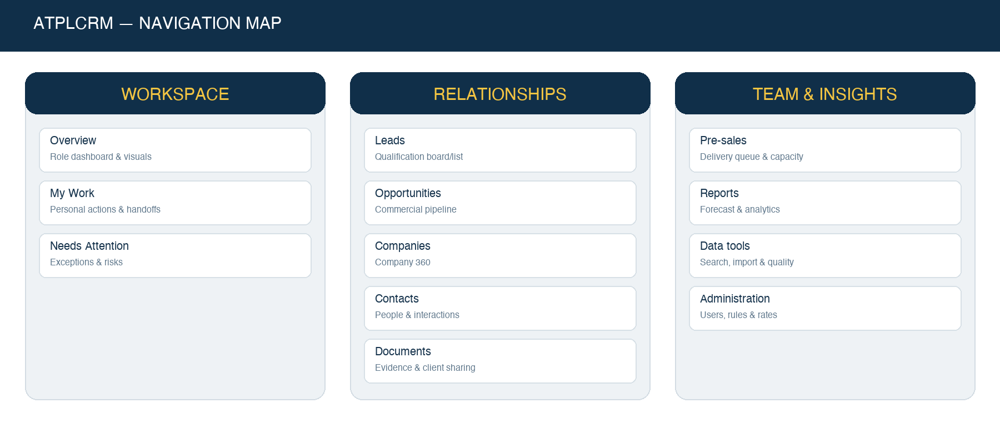 ATPLCRM — NAVIGATION MAP
WORKSPACE
Overview
Role dashboard & visuals
My Work
Personal actions & handoffs
Needs Attention
Exceptions & risks
RELATIONSHIPS
Leads
Qualification board/list
Opportunities
Commercial pipeline
Companies
Company 360
Contacts
People & interactions
Documents
Evidence & client sharing
TEAM & INSIGHTS
Pre-sales
Delivery queue & capacity
Reports
Forecast & analytics
Data tools
Search, import & quality
Administration
Users, rules & rates